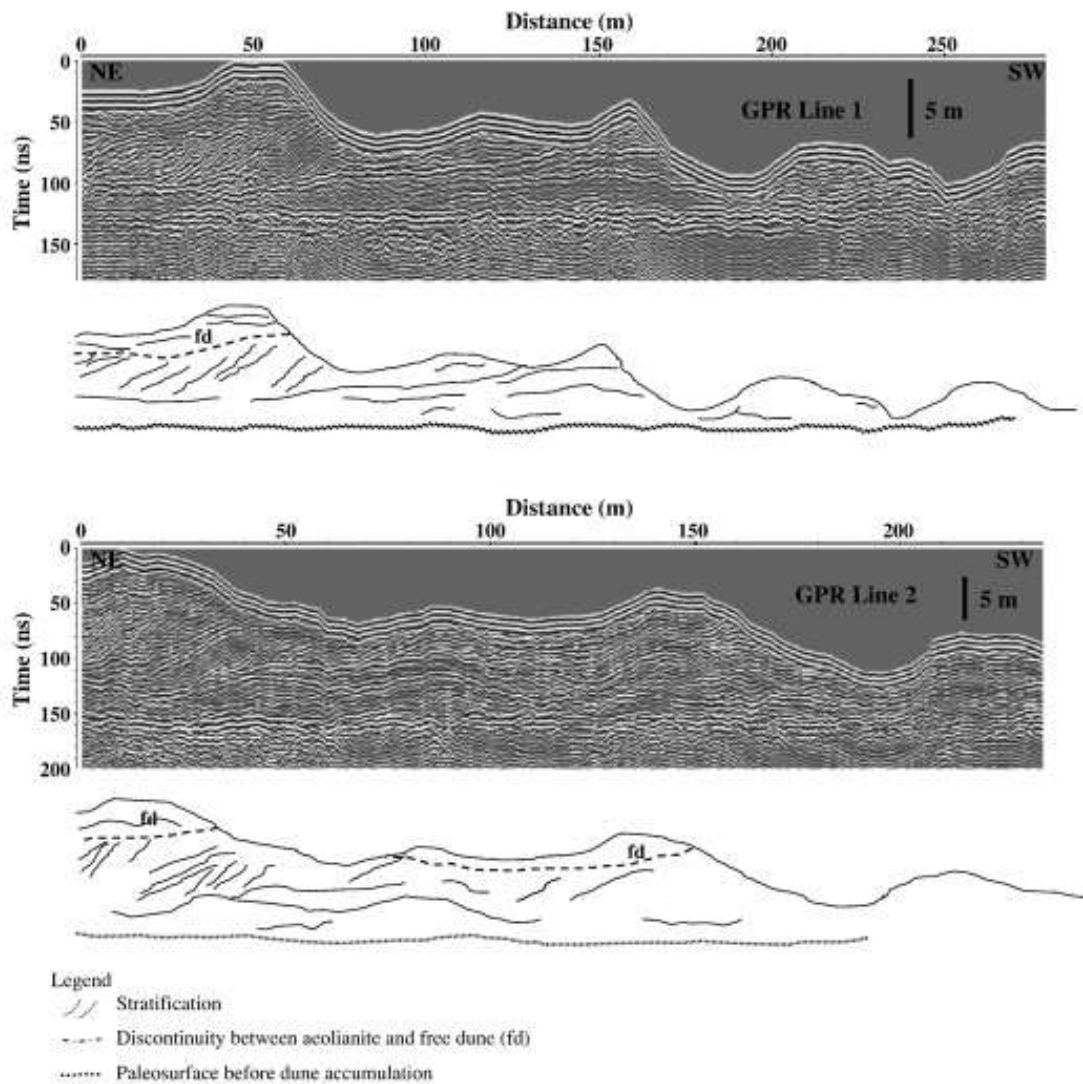 Distance (m)
0 50 100 150 200 250
0
NE SW
GPR Line 1 5 m
50
100
150
Time (ns)
fd
Distance (m)
0 50 100 150 200
0
NE SW
GPR Line 2 5 m
50
100
150
200
Time (ns)
fd
fd
Legend
Stratification
Discontinuity between aeolianite and free dune (fd)
Paleosurface before dune accumulation